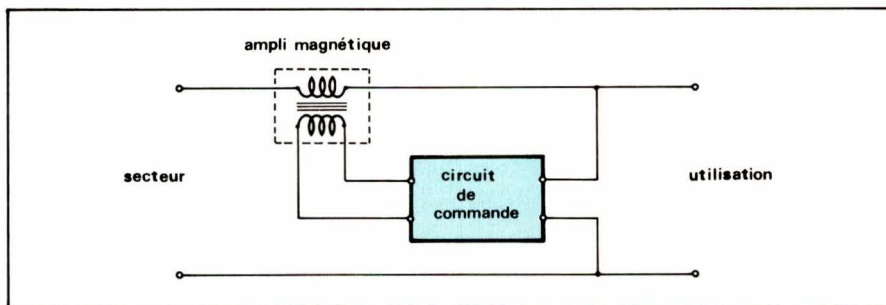 ampli magnétique
secteur
circuit
de
commande
utilisation